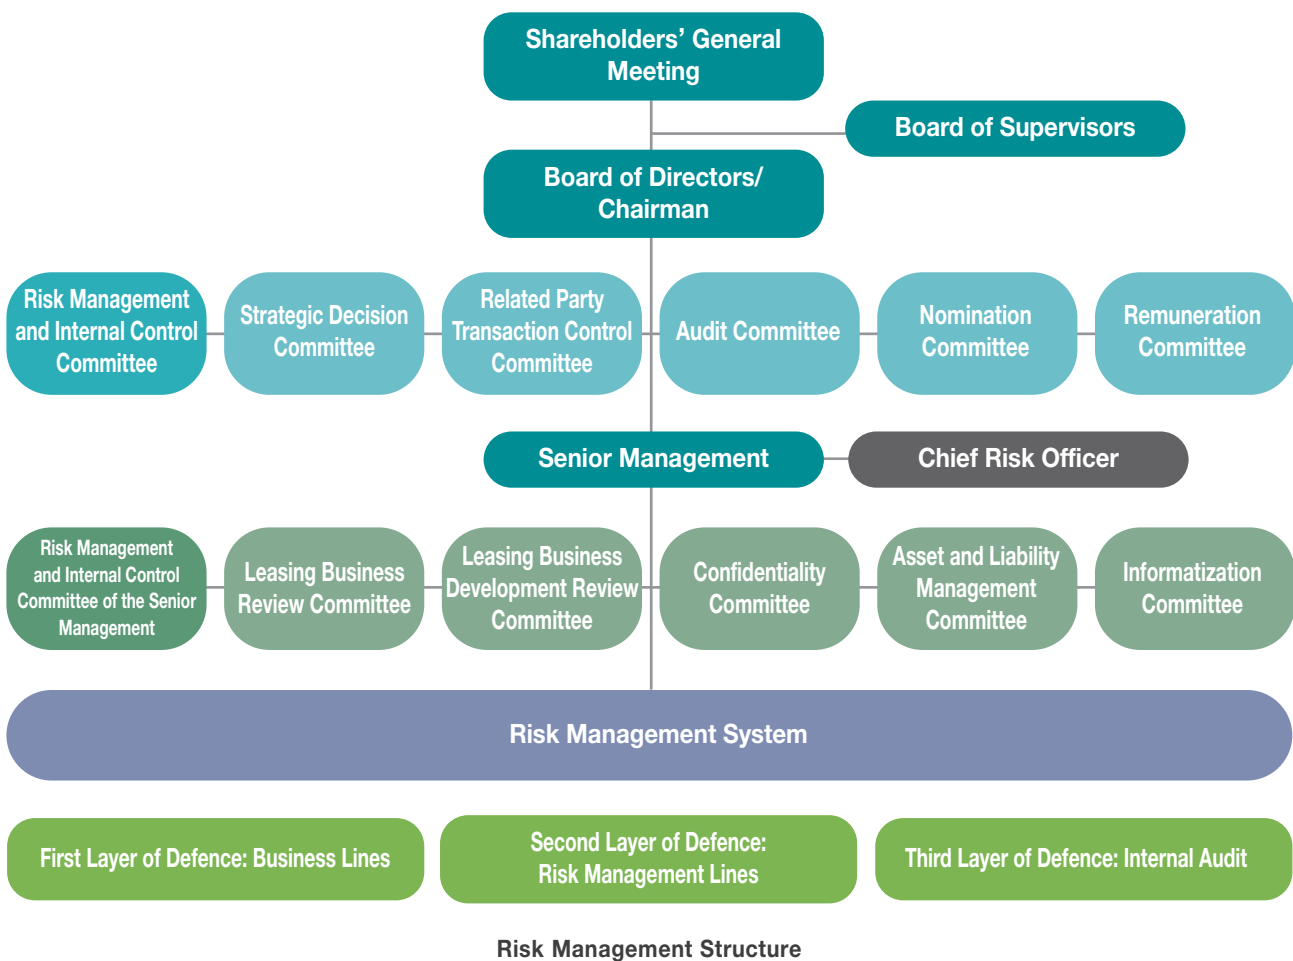 Shareholders’ General
Meeting
Board of Supervisors
Board of Directors/
Chairman
Risk Management
and Internal Control
Committee
Strategic Decision
Committee
Related Party
Transaction Control
Committee
Audit Committee
Nomination
Committee
Remuneration
Committee
Senior Management
Chief Risk Officer
Risk Management
and Internal Control
Committee of the Senior
Management
Leasing Business
Review Committee
Leasing Business
Development Review
Committee
Confidentiality
Committee
Asset and Liability
Management
Committee
Informatization
Committee
Risk Management System
First Layer of Defence: Business Lines
Second Layer of Defence:
Risk Management Lines
Third Layer of Defence: Internal Audit
Risk Management Structure